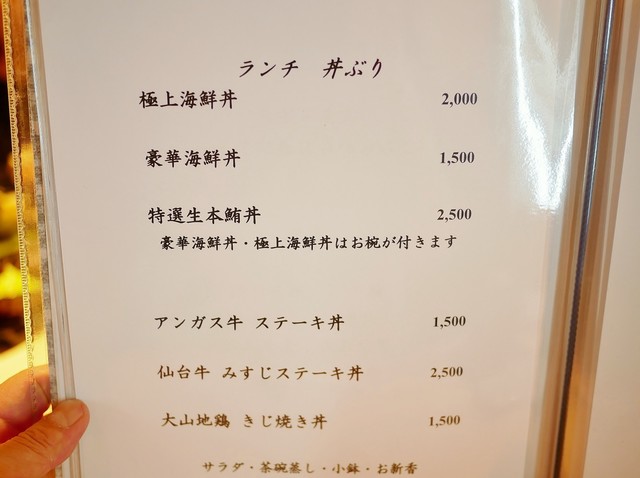 ランチ 丼ぶり
極上海鮮丼 2,000
豪華海鮮丼 1,500
特選生本鮪丼 2,500
豪華海鮮丼・極上海鮮丼はお椀が付きます
アンガス牛 ステーキ丼 1,500
仙台牛 みすじステーキ丼 2,500
大山地鶏 きじ焼き丼 1,500
サラダ・茶碗蒸し・小鉢・お新香